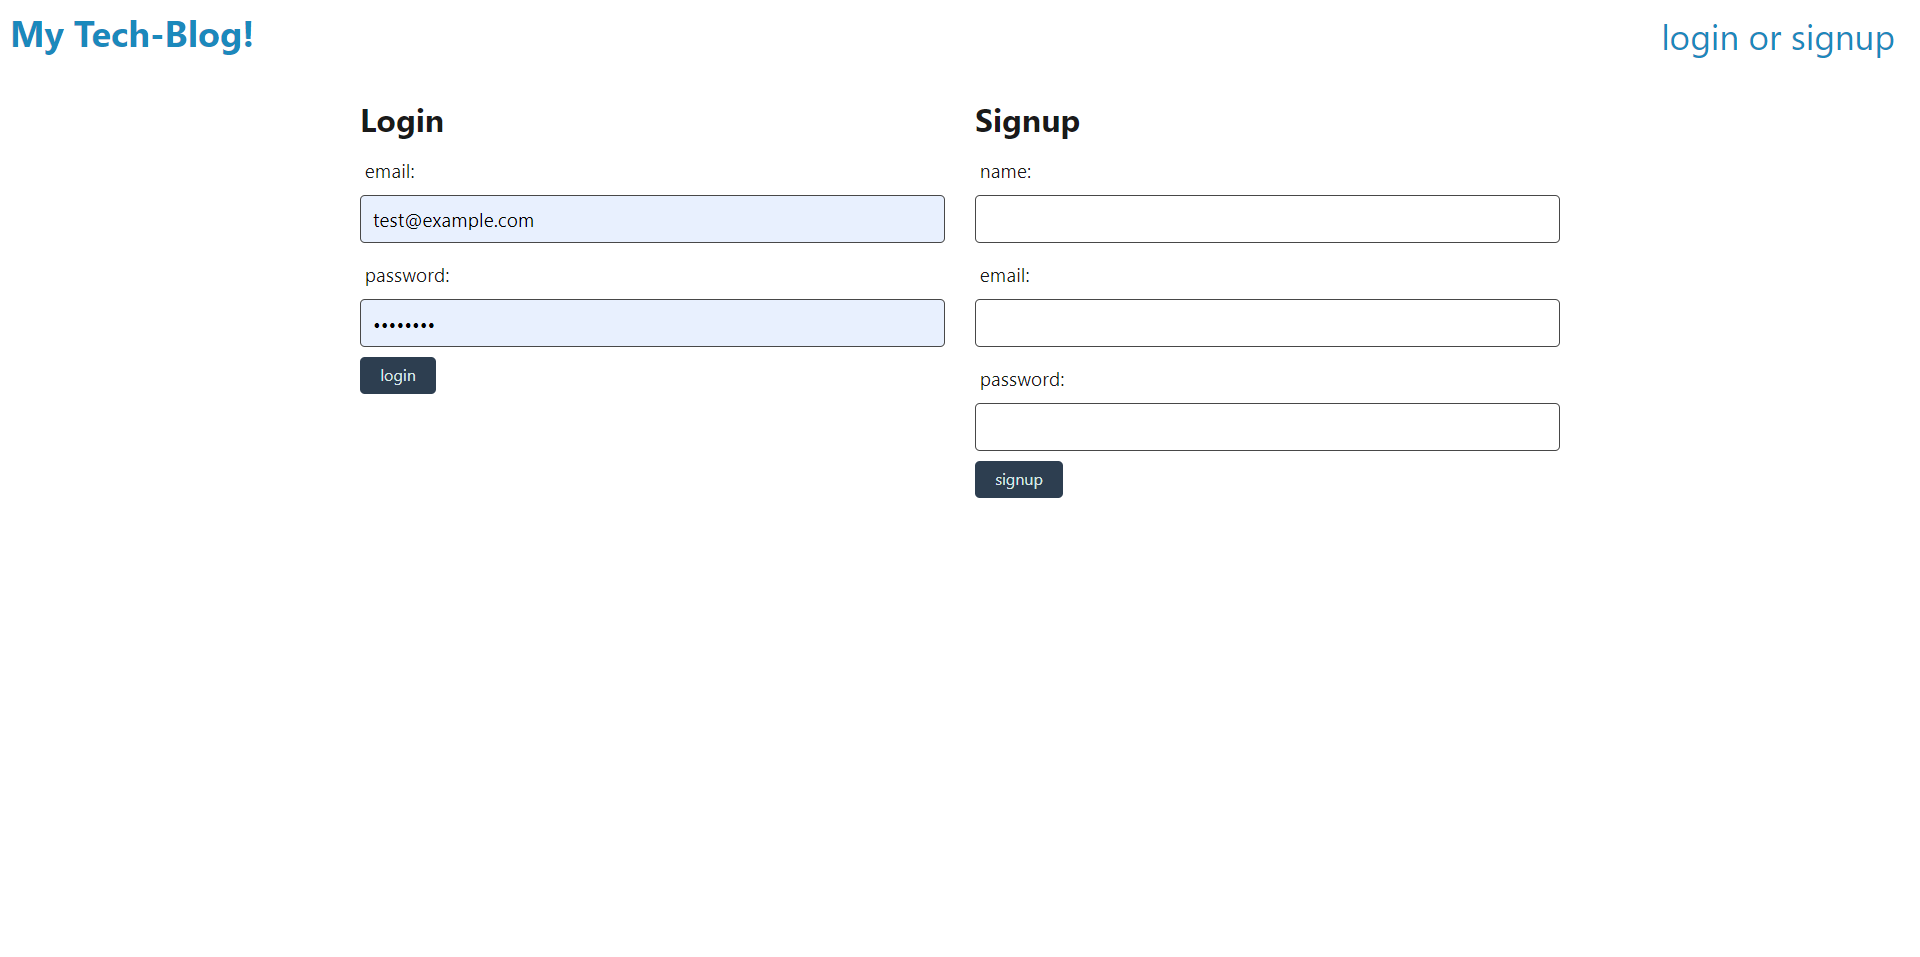 My Tech-Blog!
login or signup
Login
email:
test@example.com
password:
••••••••
login
Signup
name:
email:
password:
signup